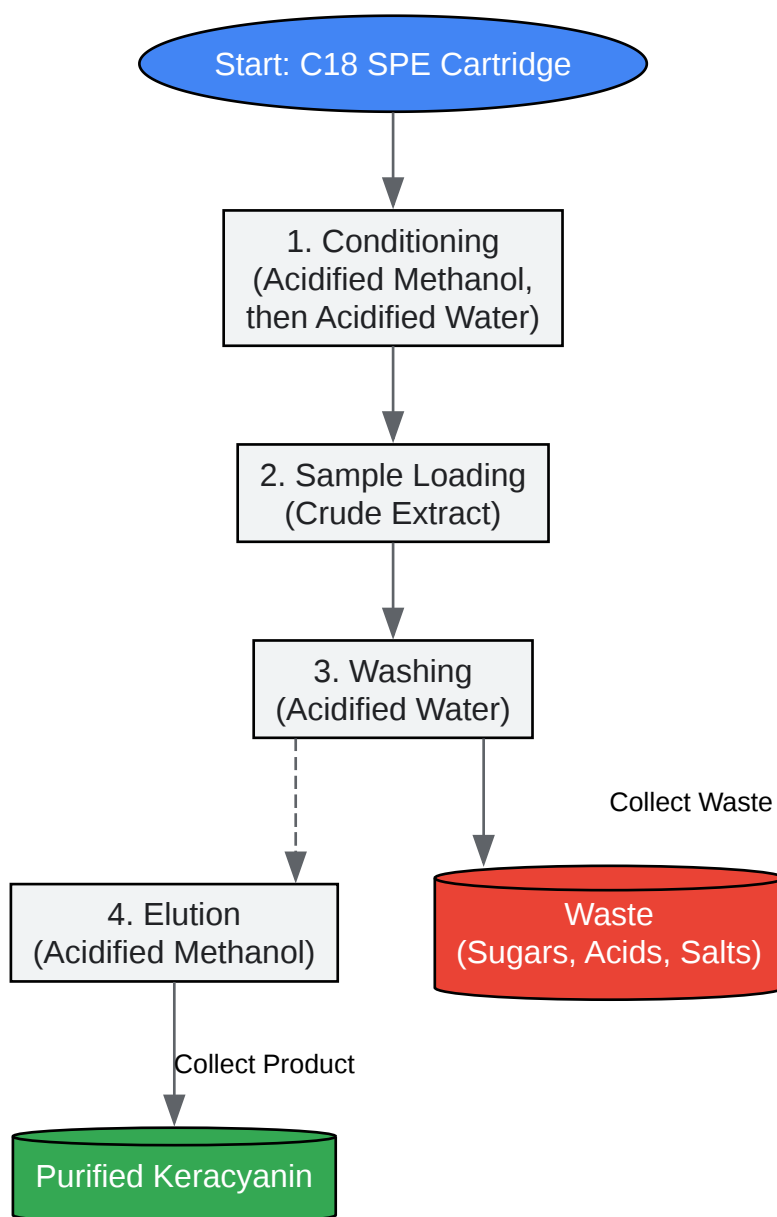 Start: C18 SPE Cartridge
1. Conditioning
(Acidified Methanol,
then Acidified Water)
2. Sample Loading
(Crude Extract)
3. Washing
(Acidified Water)
Collect Waste
4. Elution
(Acidified Methanol)
Waste
(Sugars, Acids, Salts)
Collect Product
Purified Keracyanin